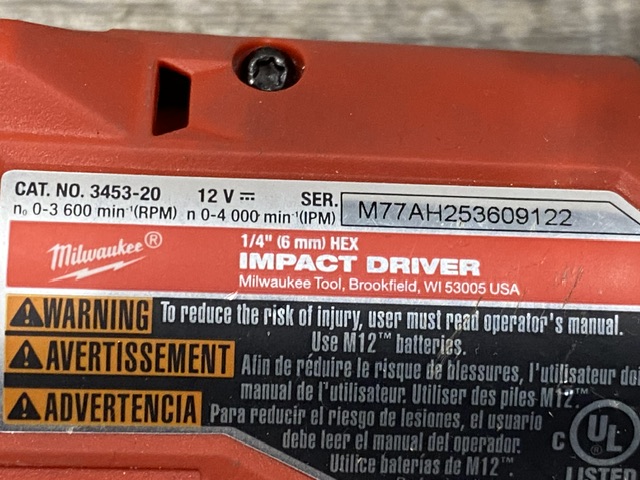 CAT. NO. 3453-20 12 V ⎓ SER. M77AH253609122
n₀ 0-3 600 min⁻¹(RPM) n 0-4 000 min⁻¹(IPM)
Milwaukee®
1/4" (6 mm) HEX
IMPACT DRIVER
Milwaukee Tool, Brookfield, WI 53005 USA
WARNING To reduce the risk of injury, user must read operator's manual.
Use M12™ batteries.
AVERTISSEMENT Afin de réduire le risque de blessures, l'utilisateur doi
manuel de l'utilisateur. Utiliser des piles M12™.
ADVERTENCIA Para reducir el riesgo de lesiones, el usuario
debe leer el manual del operador.
Utilice baterías de M12™.
C UL
LISTED